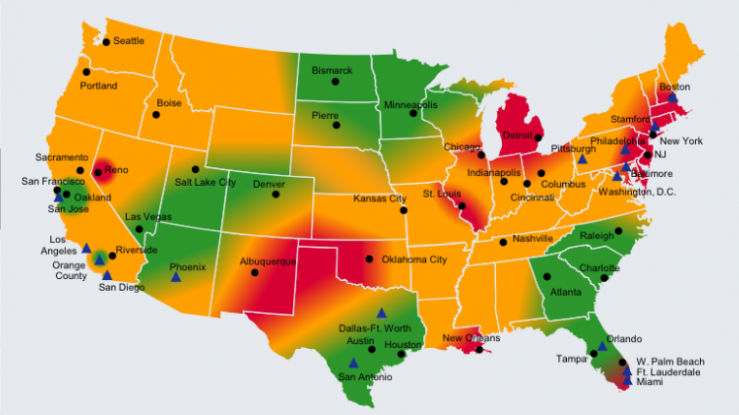 Seattle
Portland
Boise
Bismarck
Pierre
Minneapolis
Boston
Stamford
Detroit
Chicago
Philadelphia
New York
Pittsburgh
NJ
Sacramento
Reno
San Francisco
Oakland
San Jose
Salt Lake City
Denver
Indianapolis
Columbus
Baltimore
Cincinnati
Washington, D.C.
St. Louis
Kansas City
Las Vegas
Los
Angeles
Riverside
Orange
County
San Diego
Phoenix
Albuquerque
Oklahoma City
Nashville
Raleigh
Charlotte
Atlanta
Dallas-Ft. Worth
Austin
Houston
San Antonio
New Orleans
Orlando
Tampa
W. Palm Beach
Ft. Lauderdale
Miami